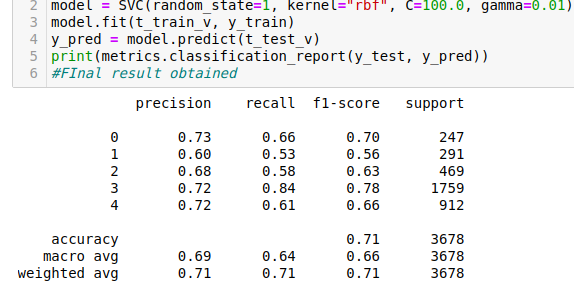 2 model = SVC(random_state=1, kernel="rbf", C=100.0, gamma=0.01)
3 model.fit(t_train_v, y_train)
4 y_pred = model.predict(t_test_v)
5 print(metrics.classification_report(y_test, y_pred))
6 #FInal result obtained
precision recall f1-score support
0 0.73 0.66 0.70 247
1 0.60 0.53 0.56 291
2 0.68 0.58 0.63 469
3 0.72 0.84 0.78 1759
4 0.72 0.61 0.66 912
accuracy 0.71 3678
macro avg 0.69 0.64 0.66 3678
weighted avg 0.71 0.71 0.71 3678